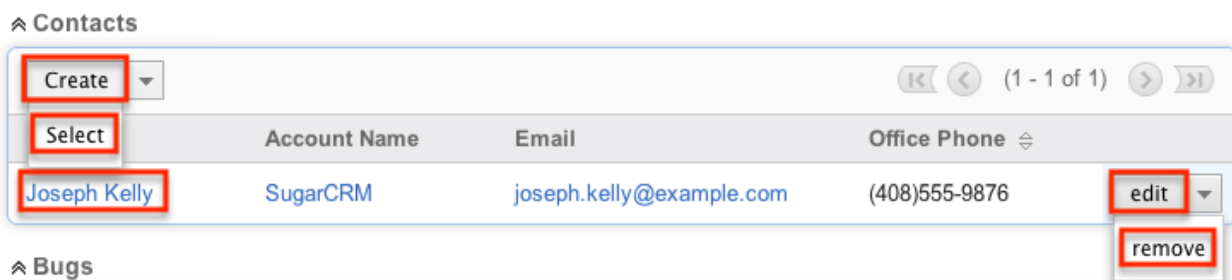 Contacts
Create (1 - 1 of 1)
Select Account Name Email Office Phone
Joseph Kelly SugarCRM joseph.kelly@example.com (408)555-9876 edit
remove
Bugs